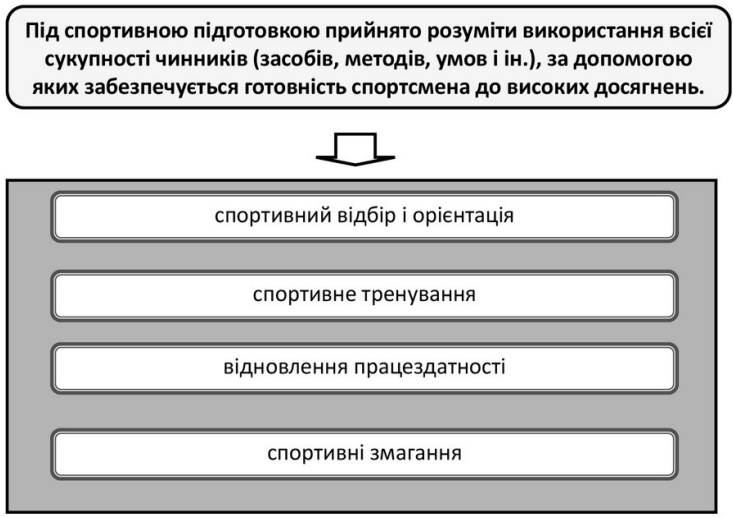 Під спортивною підготовкою прийнято розуміти використання всієї
сукупності чинників (засобів, методів, умов і ін.), за допомогою
яких забезпечується готовність спортсмена до високих досягнень.
спортивний відбір і орієнтація
спортивне тренування
відновлення працездатності
спортивні змагання